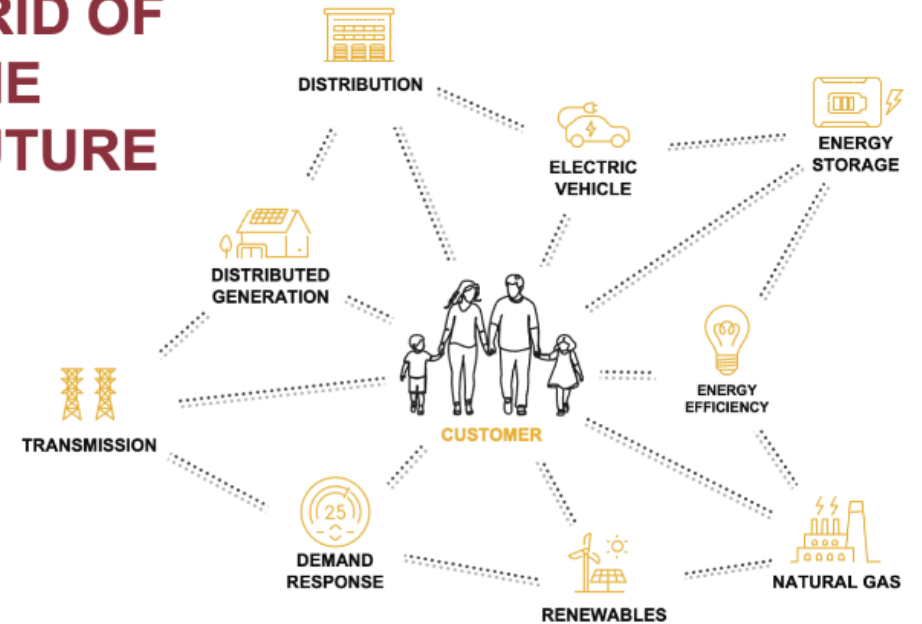 RID OF
HE
UTURE
DISTRIBUTION
ELECTRIC
VEHICLE
ENERGY
STORAGE
DISTRIBUTED
GENERATION
ENERGY
EFFICIENCY
TRANSMISSION
CUSTOMER
25
DEMAND
RESPONSE
NATURAL GAS
RENEWABLES